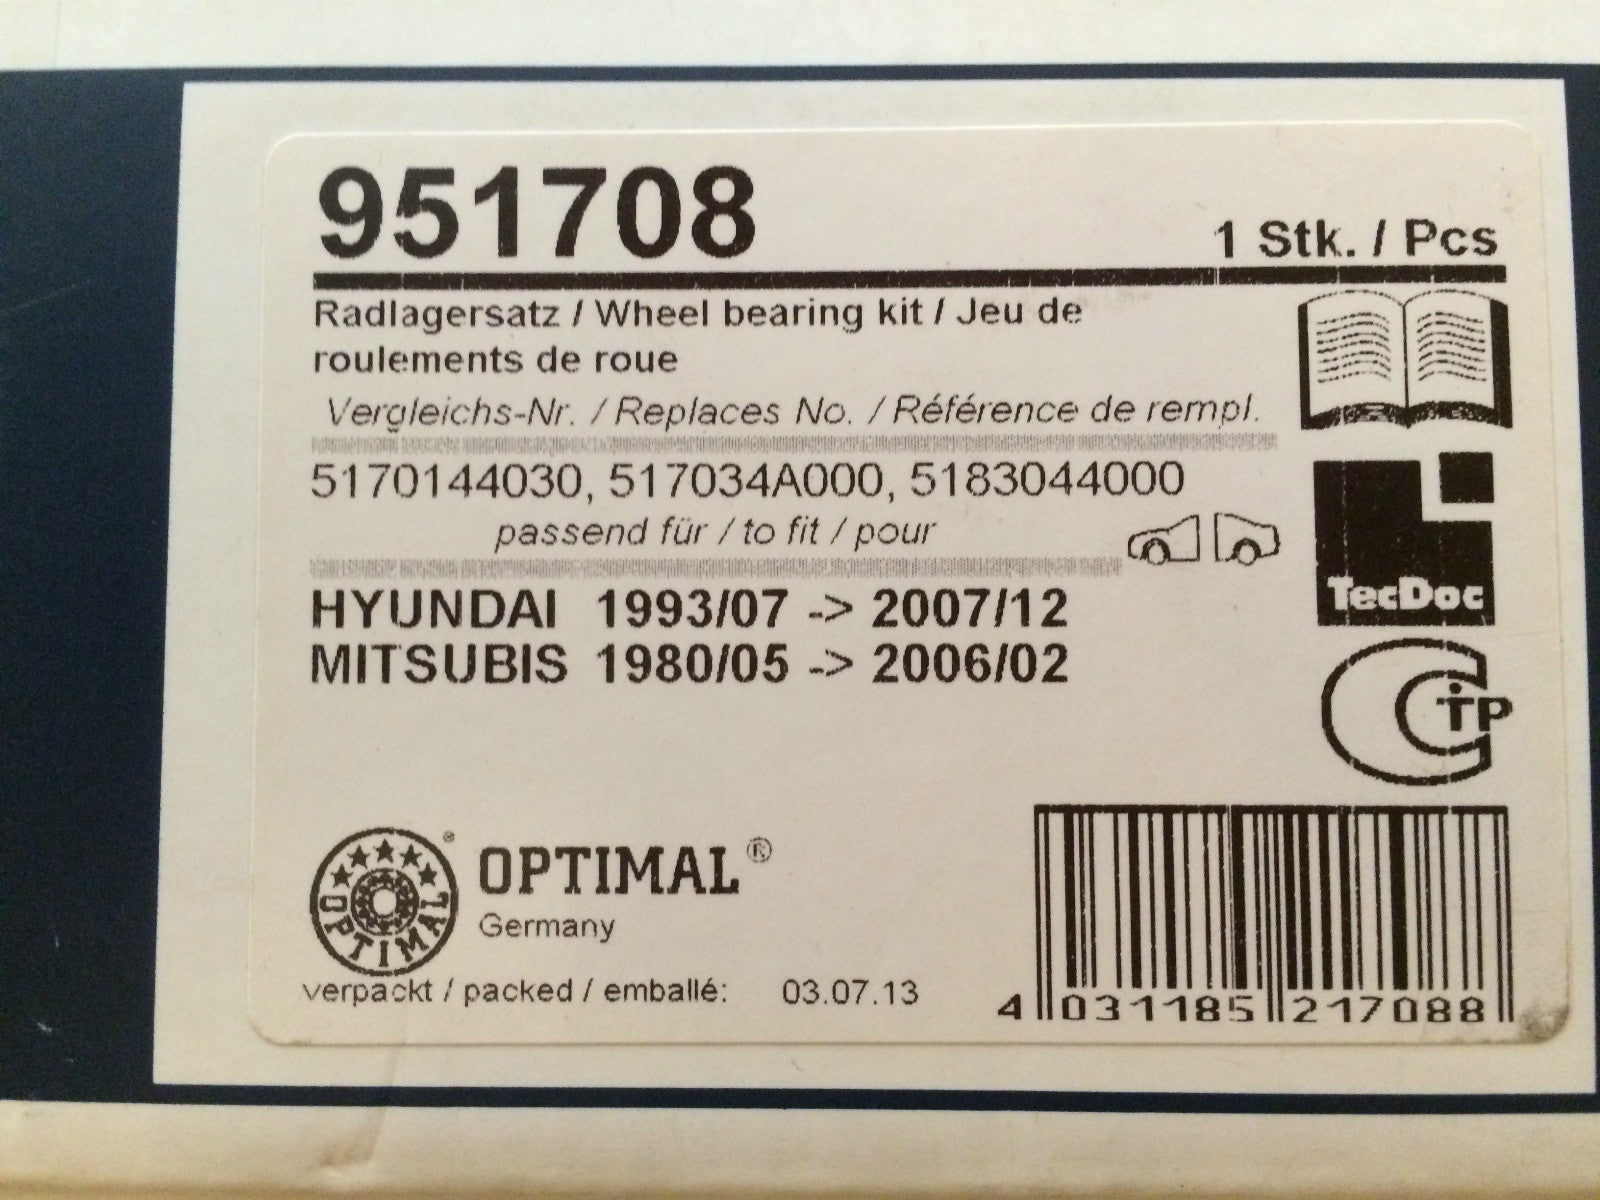 951708
1 Stk. / Pcs
Radlagersatz / Wheel bearing kit / Jeu de
roulements de roue
Vergleichs-Nr. / Replaces No. / Référence de rempl.
5170144030, 517034A000, 5183044000
passend für / to fit / pour
HYUNDAI 1993/07 -> 2007/12
MITSUBIS 1980/05 -> 2006/02
TecDoc
CTP
OPTIMAL
OPTIMAL®
Germany
verpackt / packed / emballé: 03.07.13
4 031185 217088